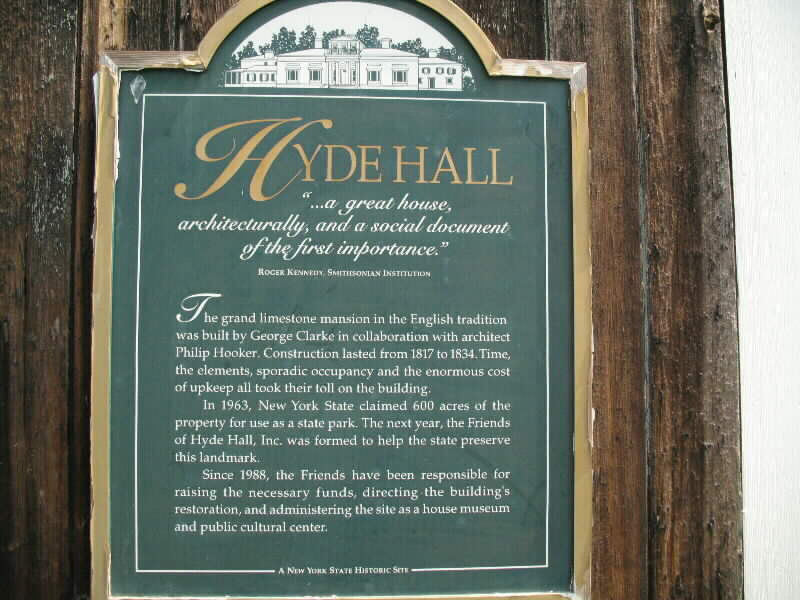 HYDE HALL
"...a great house,
architecturally, and a social document
of the first importance."
ROGER KENNEDY, SMITHSONIAN INSTITUTION
The grand limestone mansion in the English tradition
was built by George Clarke in collaboration with architect
Philip Hooker. Construction lasted from 1817 to 1834. Time,
the elements, sporadic occupancy and the enormous cost
of upkeep all took their toll on the building.
In 1963, New York State claimed 600 acres of the
property for use as a state park. The next year, the Friends
of Hyde Hall, Inc. was formed to help the state preserve
this landmark.
Since 1988, the Friends have been responsible for
raising the necessary funds, directing the building's
restoration, and administering the site as a house museum
and public cultural center.
A NEW YORK STATE HISTORIC SITE